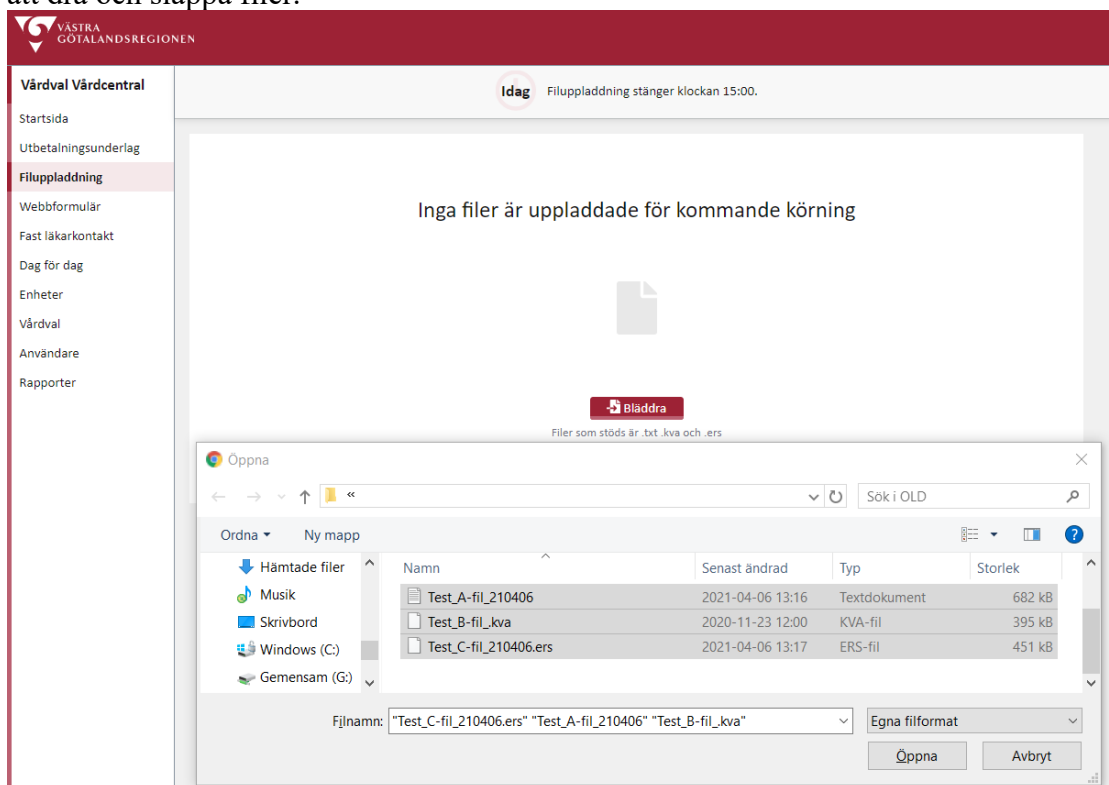 att dra och släppa filer.
VÄSTRA
GÖTALANDSREGIONEN
Vårdval Vårdcentral
Startsida
Utbetalningsunderlag
Filuppladdning
Webbformulär
Fast läkarkontakt
Dag för dag
Enheter
Vårdval
Användare
Rapporter
Idag Filuppladdning stänger klockan 15:00.
Inga filer är uppladdade för kommande körning
Bläddra
Filer som stöds är .txt .kva och .ers
Öppna
«
Sök i OLD
Ordna Ny mapp
Hämtade filer
Musik
Skrivbord
Windows (C:)
Gemensam (G:)
Namn Senast ändrad Typ Storlek
Test_A-fil_210406 2021-04-06 13:16 Textdokument 682 kB
Test_B-fil_.kva 2020-11-23 12:00 KVA-fil 395 kB
Test_C-fil_210406.ers 2021-04-06 13:17 ERS-fil 451 kB
Filnamn: "Test_C-fil_210406.ers" "Test_A-fil_210406" "Test_B-fil_.kva" Egna filformat
Öppna Avbryt